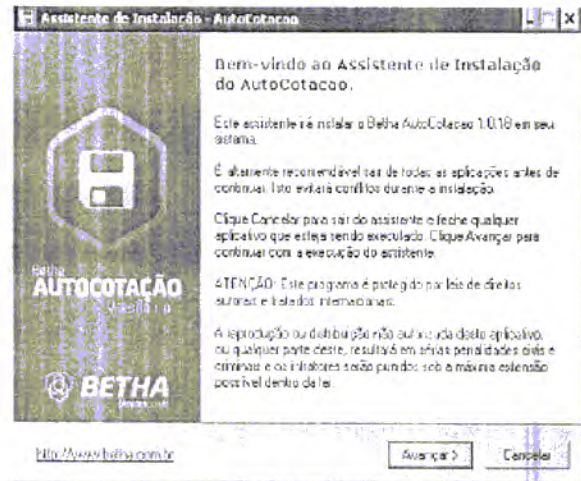 Assistente de Instalação - AutoCotacao
Bem-vindo ao Assistente de Instalação
do AutoCotacao.
Este assistente irá instalar o Betha AutoCotacao 1.0.18 em seu
sistema.
É altamente recomendável sair de todas as aplicações antes de
continuar. Isto evitará conflitos durante a instalação.
Clique Cancelar para sair do assistente e feche qualquer
aplicativo que esteja sendo executado. Clique Avançar para
continuar com a execução do assistente.
ATENÇÃO: Este programa é protegido por leis de direitos
autorais e tratados internacionais.
A reprodução ou distribuição não autorizada deste aplicativo,
ou qualquer parte deste, resultará em sérias penalidades civis e
criminais e os infratores serão punidos sob a máxima extensão
possível dentro da lei.
Betha
AUTOCOTAÇÃO
BETHA
http://www.betha.com.br
Avançar >
Cancelar